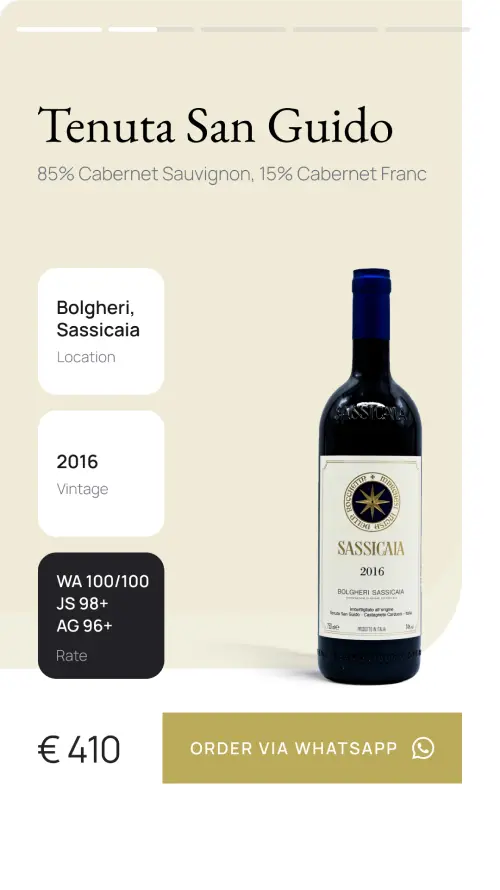 Tenuta San Guido
85% Cabernet Sauvignon, 15% Cabernet Franc
Bolgheri,
Sassicaia
Location
2016
Vintage
WA 100/100
JS 98+
AG 96+
Rate
SASSICAIA
SASSICAIA
2016
BOLGHERI SASSICAIA
Imbottigliato all'origine
Tenuta San Guido - Castagneto Carducci - Italia
PRODOTTO IN ITALIA
€ 410
ORDER VIA WHATSAPP